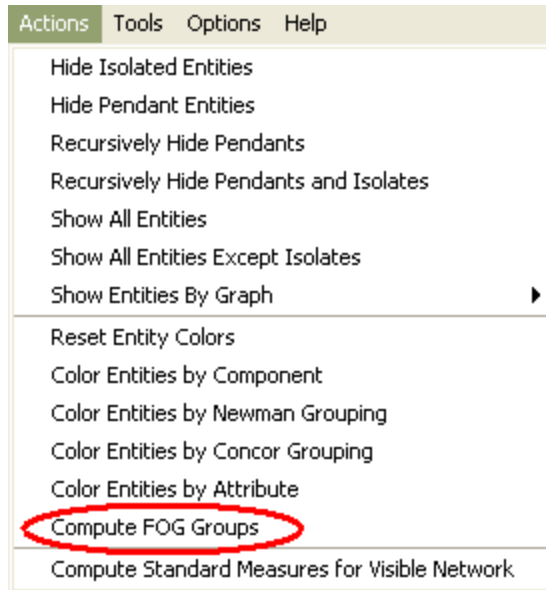 Actions Tools Options Help
Hide Isolated Entities
Hide Pendant Entities
Recursively Hide Pendants
Recursively Hide Pendants and Isolates
Show All Entities
Show All Entities Except Isolates
Show Entities By Graph
Reset Entity Colors
Color Entities by Component
Color Entities by Newman Grouping
Color Entities by Concor Grouping
Color Entities by Attribute
Compute FOG Groups
Compute Standard Measures for Visible Network